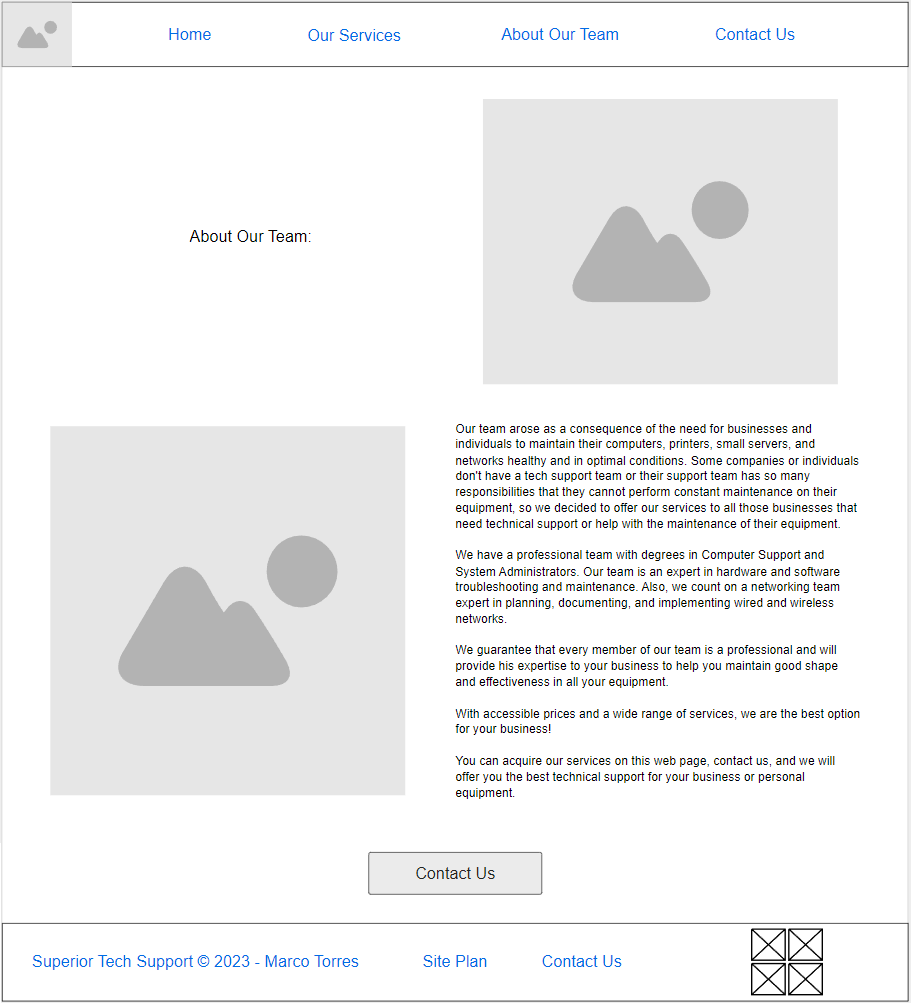 Home
Our Services
About Our Team
Contact Us
About Our Team:
Our team arose as a consequence of the need for businesses and
individuals to maintain their computers, printers, small servers, and
networks healthy and in optimal conditions. Some companies or individuals
don't have a tech support team or their support team has so many
responsibilities that they cannot perform constant maintenance on their
equipment, so we decided to offer our services to all those businesses that
need technical support or help with the maintenance of their equipment.
We have a professional team with degrees in Computer Support and
System Administrators. Our team is an expert in hardware and software
troubleshooting and maintenance. Also, we count on a networking team
expert in planning, documenting, and implementing wired and wireless
networks.
We guarantee that every member of our team is a professional and will
provide his expertise to your business to help you maintain good shape
and effectiveness in all your equipment.
With accessible prices and a wide range of services, we are the best option
for your business!
You can acquire our services on this web page, contact us, and we will
offer you the best technical support for your business or personal
equipment.
Contact Us
Superior Tech Support © 2023 - Marco Torres
Site Plan
Contact Us